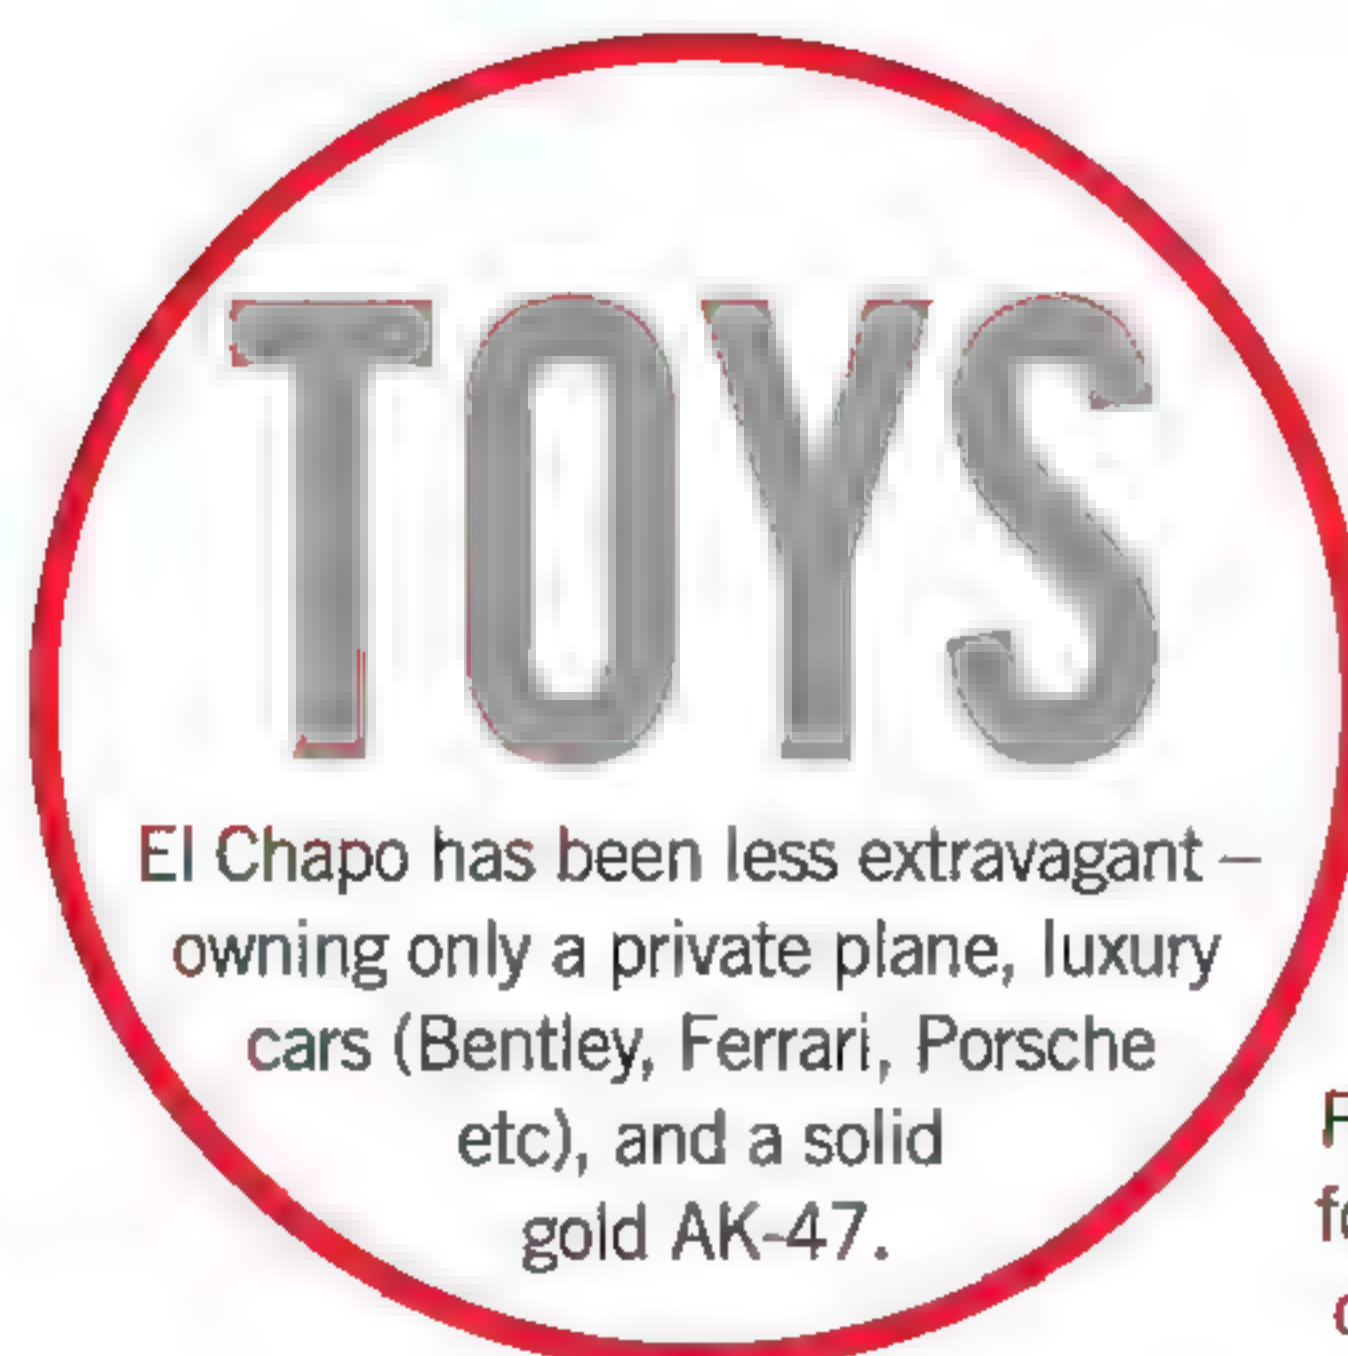 TOYS
El Chapo has been less extravagant –
owning only a private plane, luxury
cars (Bentley, Ferrari, Porsche
etc), and a solid
gold AK-47.